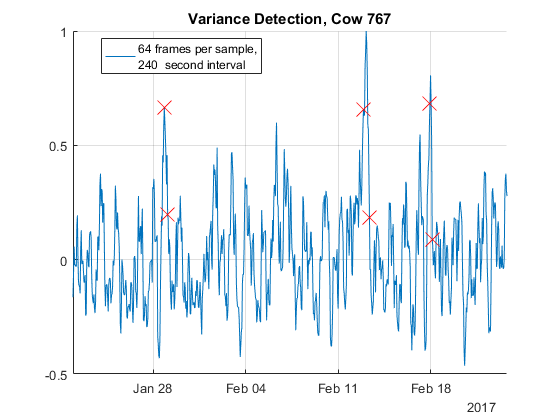 Variance Detection, Cow 767
64 frames per sample,
240 second interval
1
0.5
0
-0.5
Jan 28 Feb 04 Feb 11 Feb 18
2017